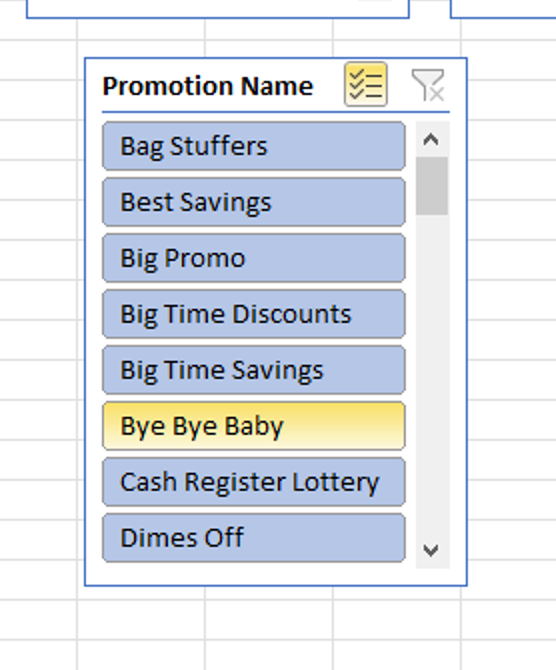 Promotion Name
Bag Stuffers
Best Savings
Big Promo
Big Time Discounts
Big Time Savings
Bye Bye Baby
Cash Register Lottery
Dimes Off